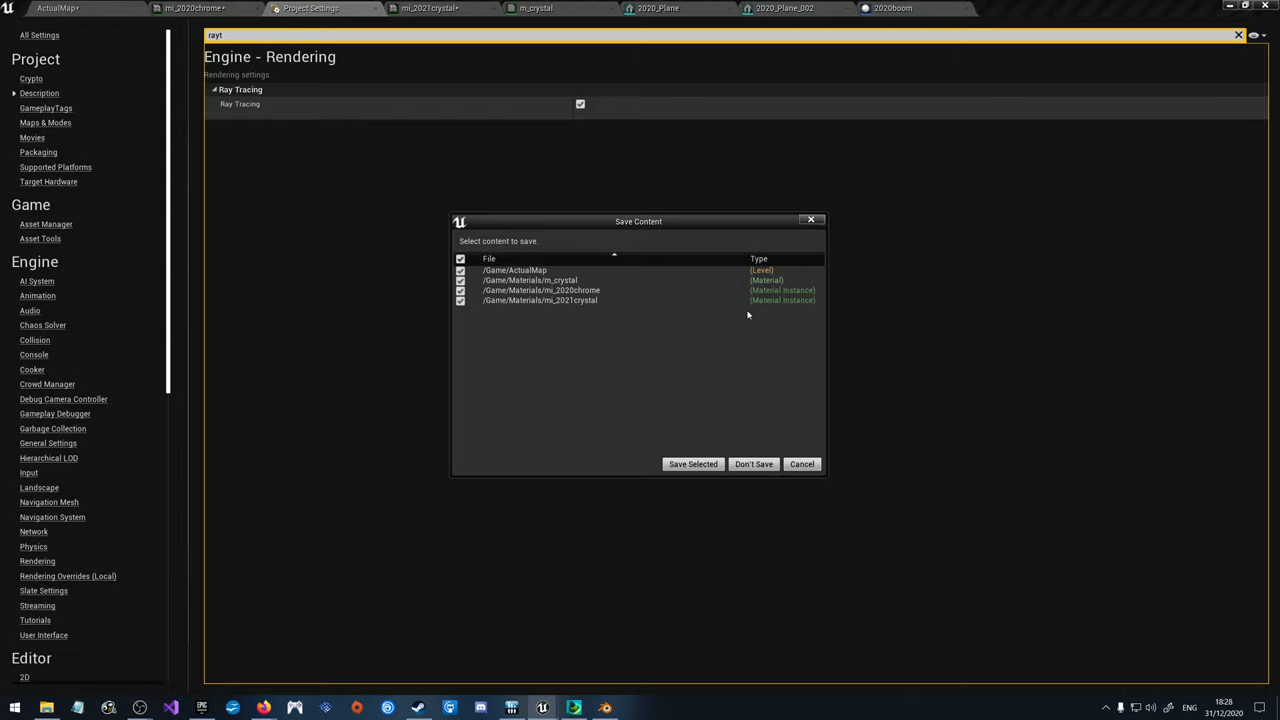 ActualMap•
mi_2020chrome•
Project Settings
mi_2021crystal•
m_crystal
2020_Plane
2020_Plane_002
2020boom
All Settings
Project
Crypto
Description
GameplayTags
Maps & Modes
Movies
Packaging
Supported Platforms
Target Hardware
Game
Asset Manager
Asset Tools
Engine
AI System
Animation
Audio
Chaos Solver
Collision
Console
Cooker
Crowd Manager
Debug Camera Controller
Gameplay Debugger
Garbage Collection
General Settings
Hierarchical LOD
Input
Landscape
Navigation Mesh
Navigation System
Network
Physics
Rendering
Rendering Overrides (Local)
Slate Settings
Streaming
Tutorials
User Interface
Editor
2D
rayt
Engine - Rendering
Rendering settings.
Ray Tracing
Ray Tracing
Save Content
Select content to save.
File Type
/Game/ActualMap (Level)
/Game/Materials/m_crystal (Material)
/Game/Materials/mi_2020chrome (Material Instance)
/Game/Materials/mi_2021crystal (Material Instance)
Save Selected Don't Save Cancel
ENG
18:28
31/12/2020